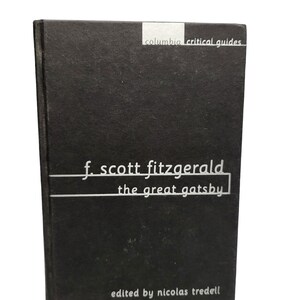 columbia critical guides
f. scott fitzgerald
the great gatsby
edited by nicolas tredell